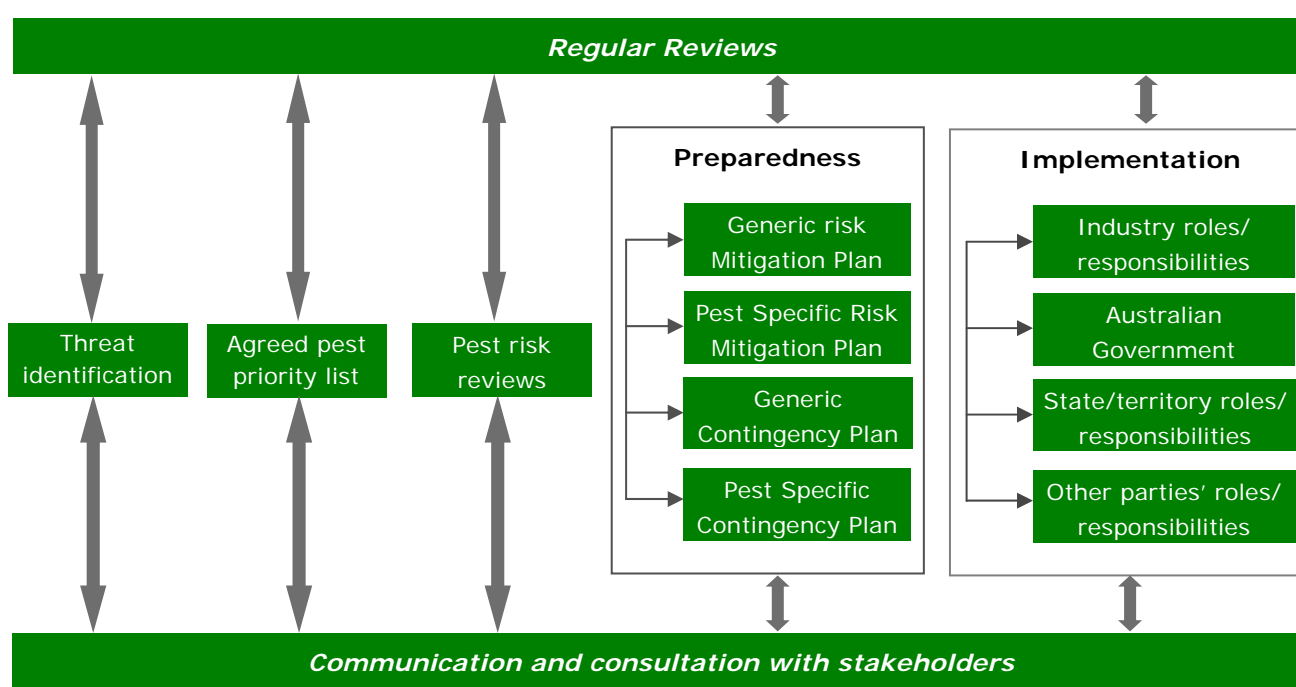 Regular Reviews
Threat
identification
Agreed pest
priority list
Pest risk
reviews
Preparedness
Generic risk
Mitigation Plan
Pest Specific Risk
Mitigation Plan
Generic
Contingency Plan
Pest Specific
Contingency Plan
Implementation
Industry roles/
responsibilities
Australian
Government
State/territory roles/
responsibilities
Other parties’ roles/
responsibilities
Communication and consultation with stakeholders